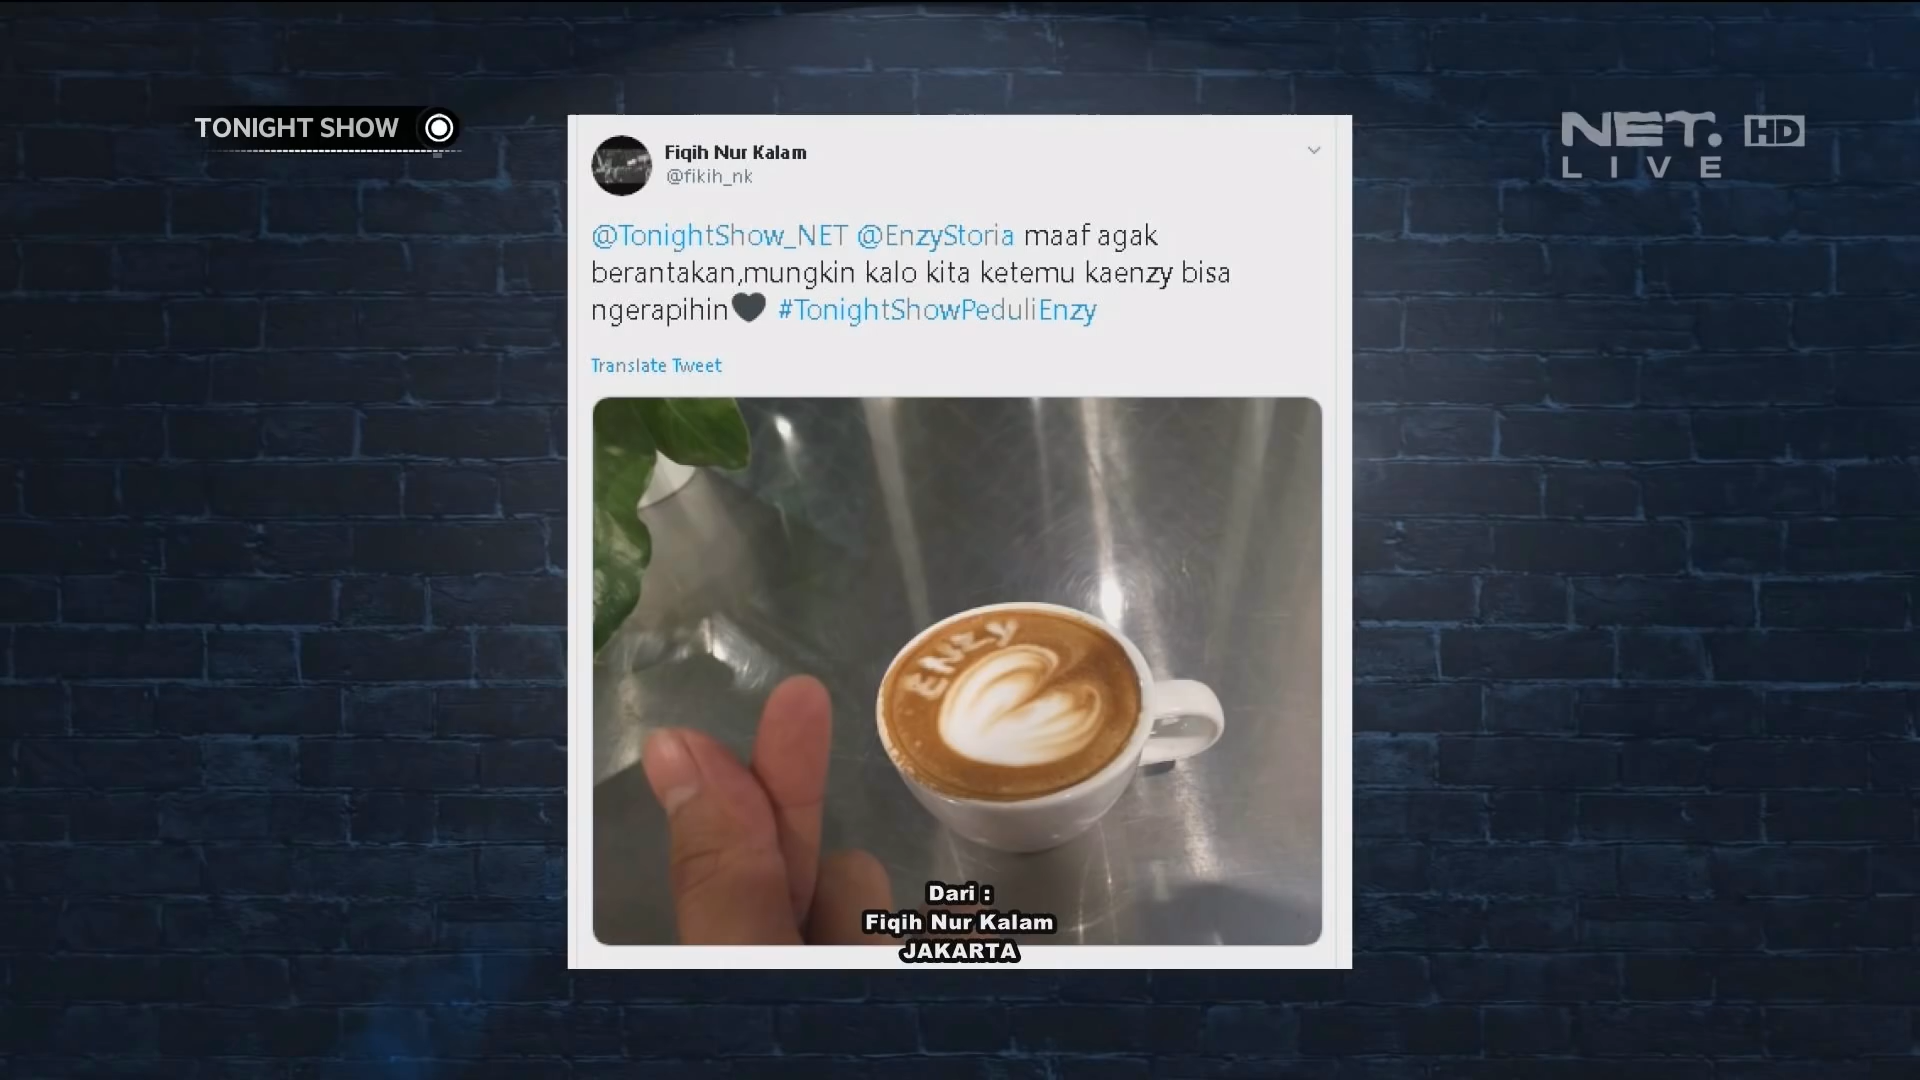 TONIGHT SHOW
NET. HD
LIVE
Fiqih Nur Kalam
@fikih_nk
@TonightShow_NET @EnzyStoria maaf agak
berantakan,mungkin kalo kita ketemu kaenzy bisa
ngerapihin🖤 #TonightShowPeduliEnzy
Translate Tweet
ENZY
Dari :
Fiqih Nur Kalam
JAKARTA